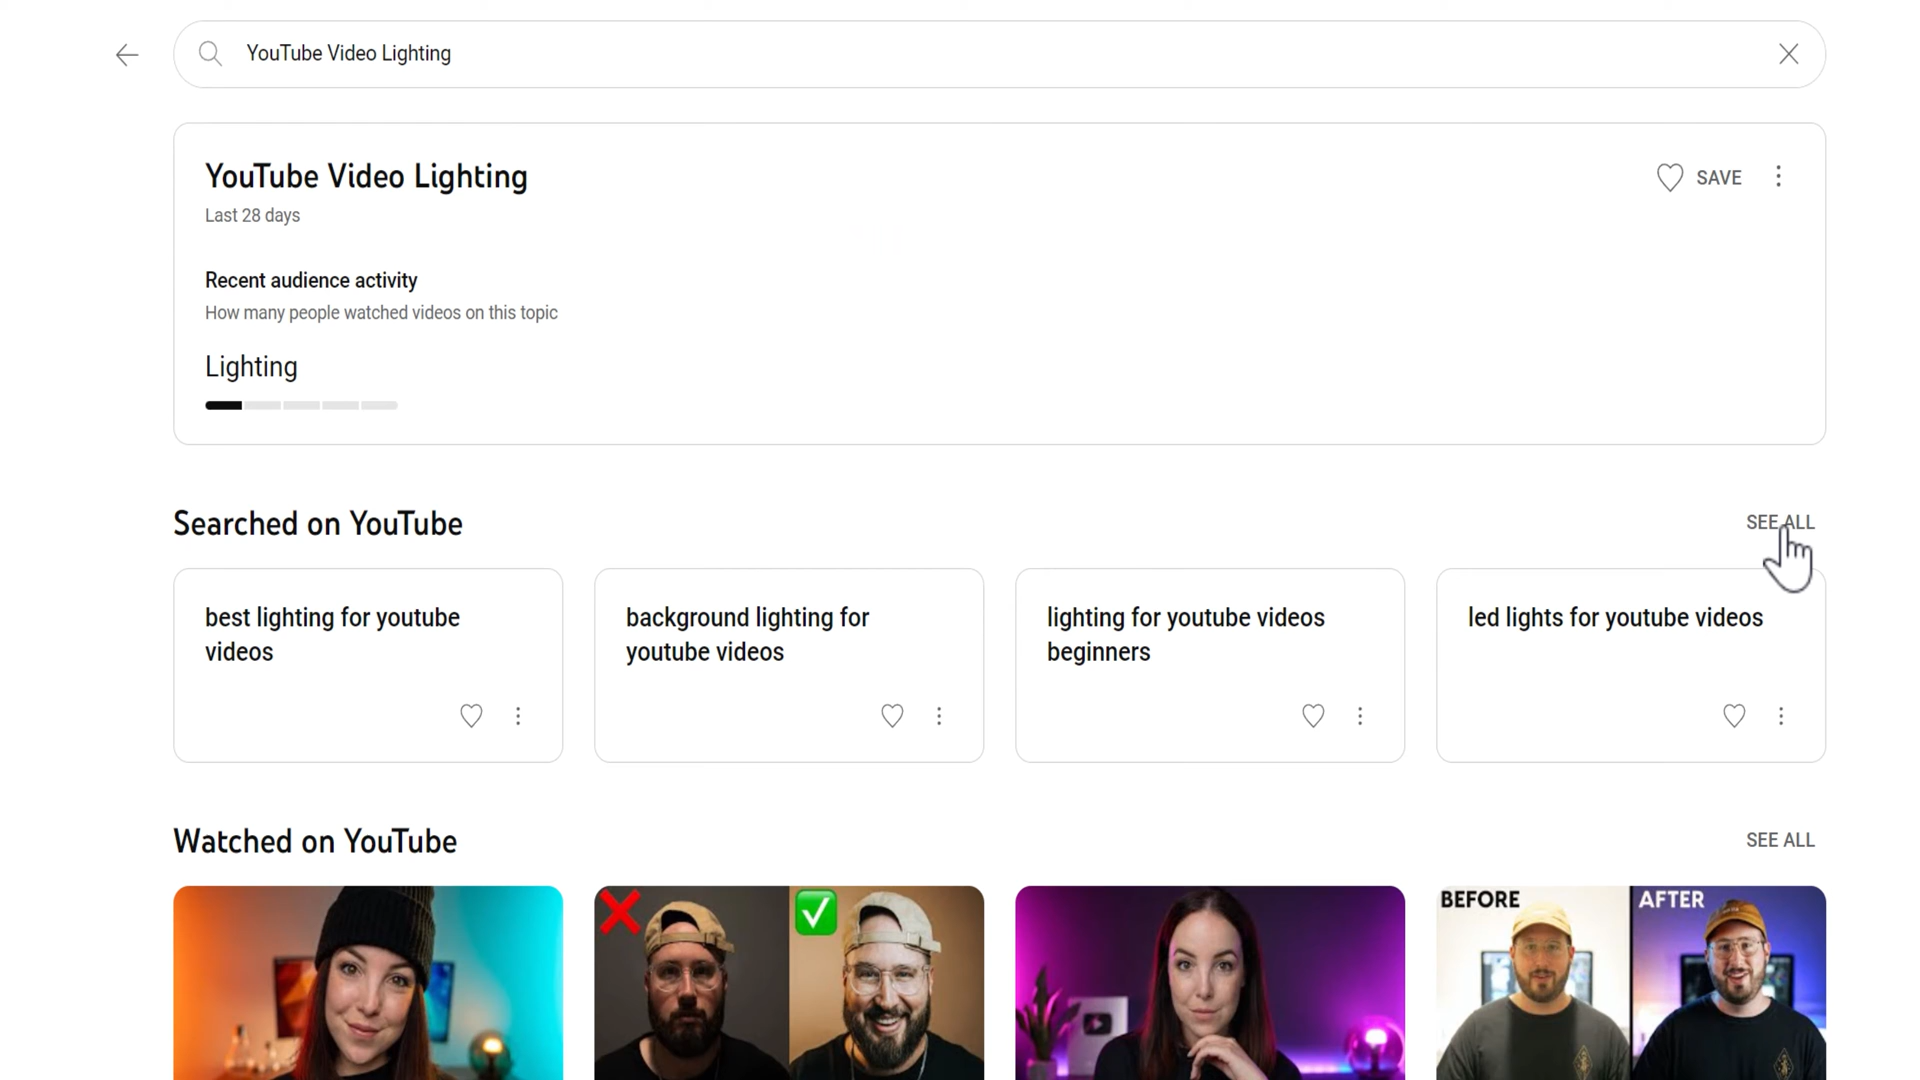 YouTube Video Lighting
YouTube Video Lighting
SAVE
Last 28 days
Recent audience activity
How many people watched videos on this topic
Lighting
Searched on YouTube
SEE ALL
best lighting for youtube
videos
background lighting for
youtube videos
lighting for youtube videos
beginners
led lights for youtube videos
Watched on YouTube
SEE ALL
BEFORE
AFTER